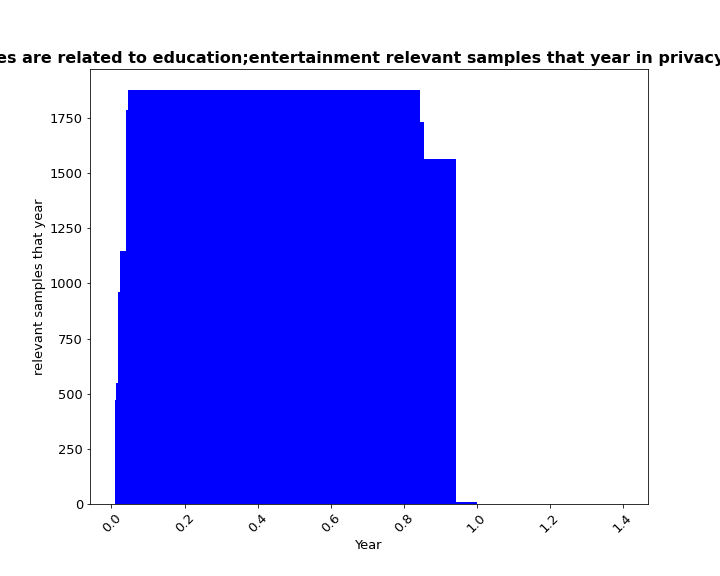 es are related to education;entertainment relevant samples that year in privacy
relevant samples that year
1750
1500
1250
1000
750
500
250
0
0.0 0.2 0.4 0.6 0.8 1.0 1.2 1.4
Year